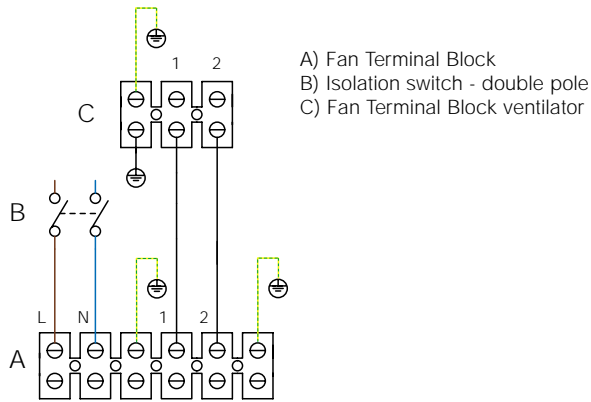 1 2
A) Fan Terminal Block
B) Isolation switch - double pole
C) Fan Terminal Block ventilator
C
B
L N 1 2
A